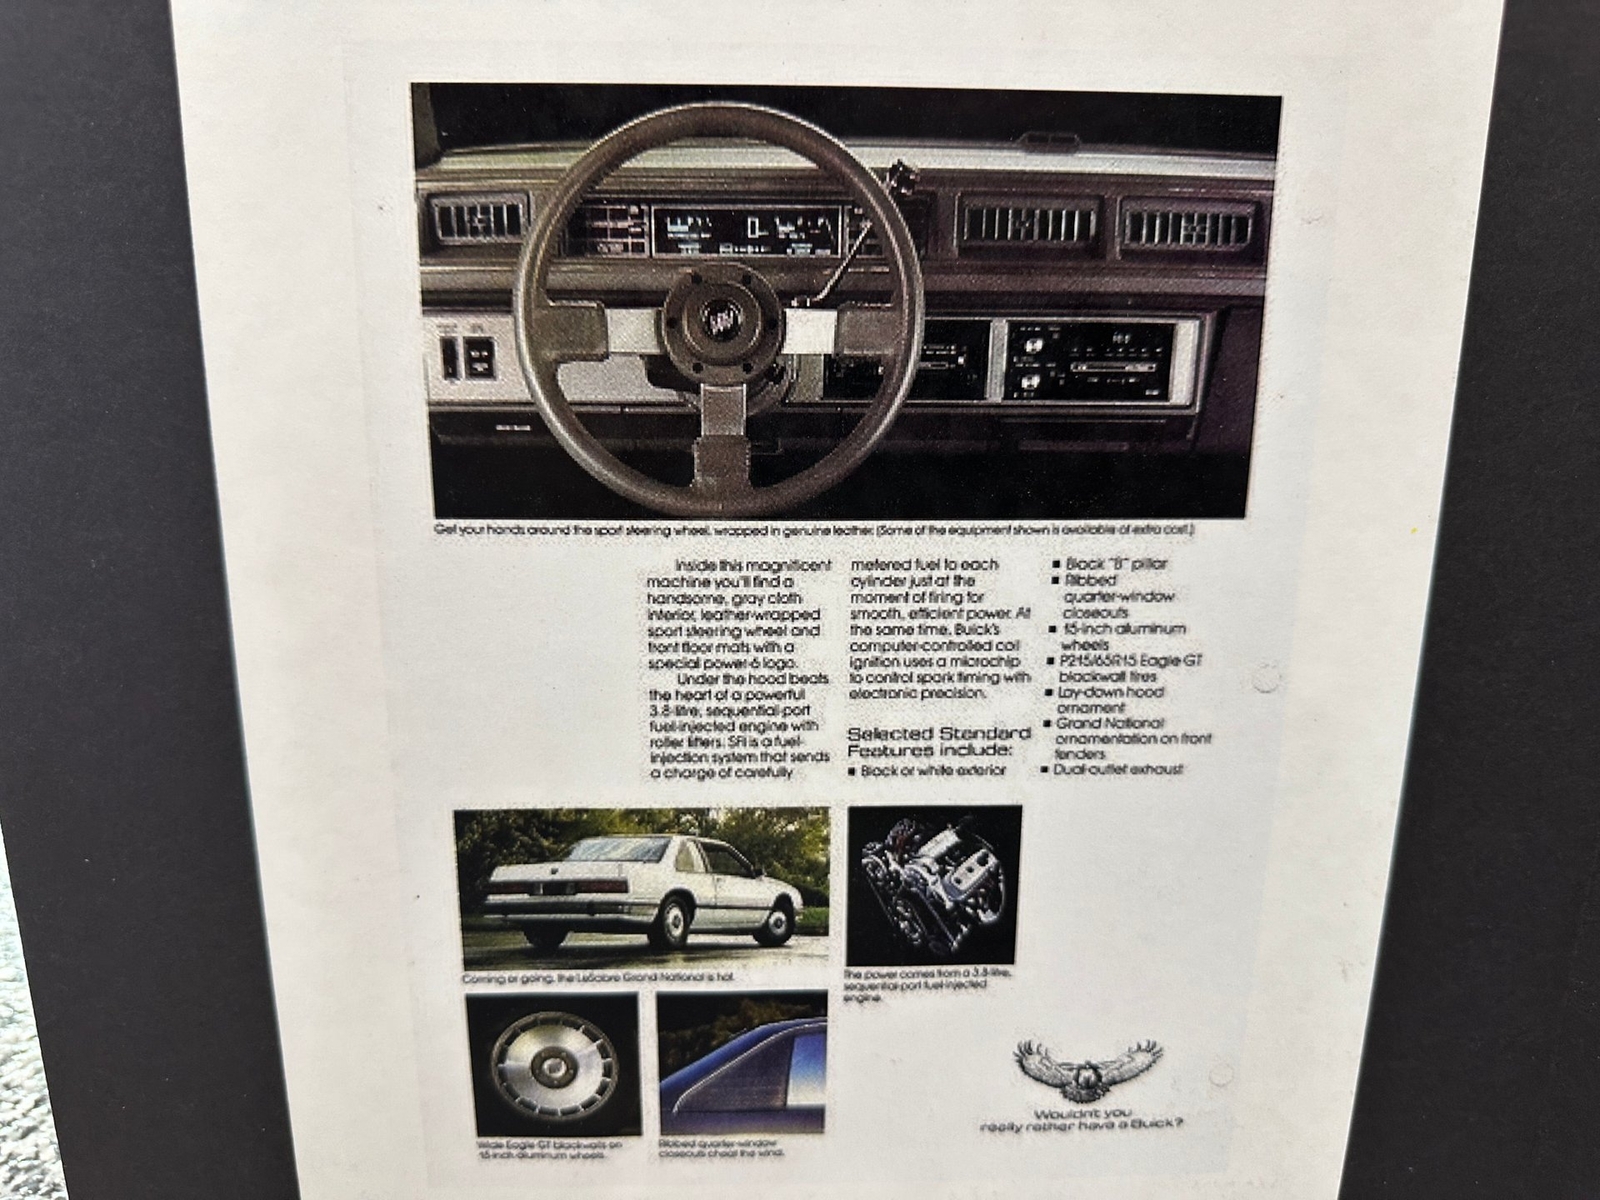 Get your hands around the sport steering wheel, wrapped in genuine leather. (Some of the equipment shown is available at extra cost.)
Inside this magnificent
machine you'll find a
handsome, gray cloth
interior, leather-wrapped
sport steering wheel and
front floor mats with a
special power-6 logo.
Under the hood beats
the heart of a powerful
3.8-litre, sequential-port
fuel-injected engine with
roller lifters. SFI is a fuel-
injection system that sends
a charge of carefully
metered fuel to each
cylinder just at the
moment of firing for
smooth, efficient power. At
the same time, Buick's
computer-controlled coil
ignition uses a microchip
to control spark timing with
electronic precision.
Selected Standard
Features include:
■ Black or white exterior
■ Black "B" pillar
■ Ribbed
quarter-window
closeouts
■ 15-inch aluminum
wheels
■ P215/65R15 Eagle GT
blackwall tires
■ Lay-down hood
ornament
■ Grand National
ornamentation on front
fenders
■ Dual-outlet exhaust
Coming or going, the LeSabre Grand National is hot.
The power comes from a 3.8-litre,
sequential-port fuel-injected
engine.
Wide Eagle GT blackwalls on
15-inch aluminum wheels.
Ribbed quarter-window
closeouts cheat the wind.
Wouldn't you
really rather have a Buick?